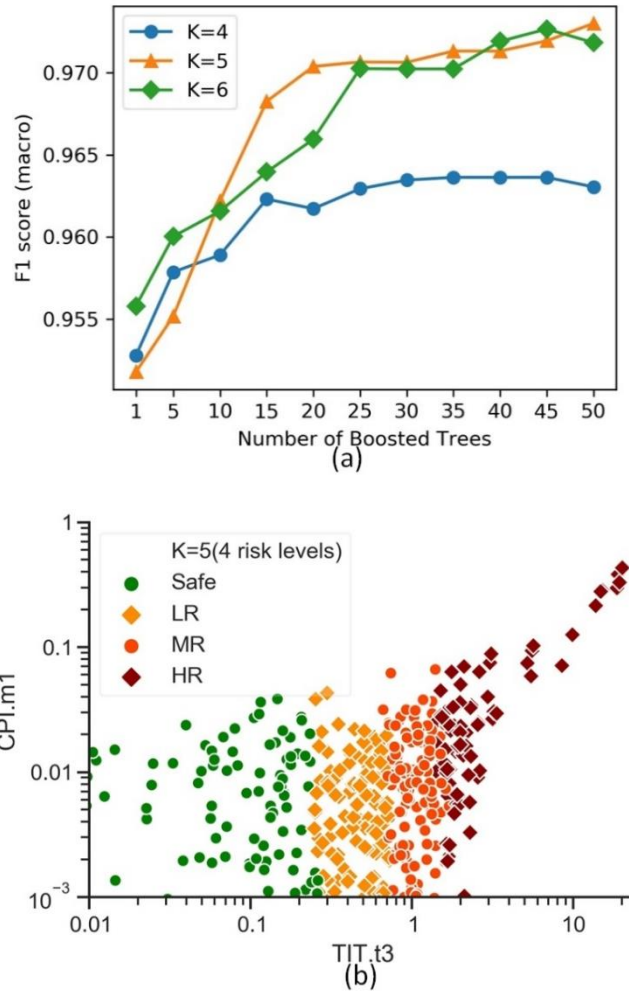 K=4
K=5
K=6
0.970
0.965
0.960
0.955
F1 score (macro)
1 5 10 15 20 25 30 35 40 45 50
Number of Boosted Trees
(a)
1
0.1
0.01
10⁻³
CPI.m1
K=5(4 risk levels)
Safe
LR
MR
HR
0.01 0.1 1 10
TIT.t3
(b)